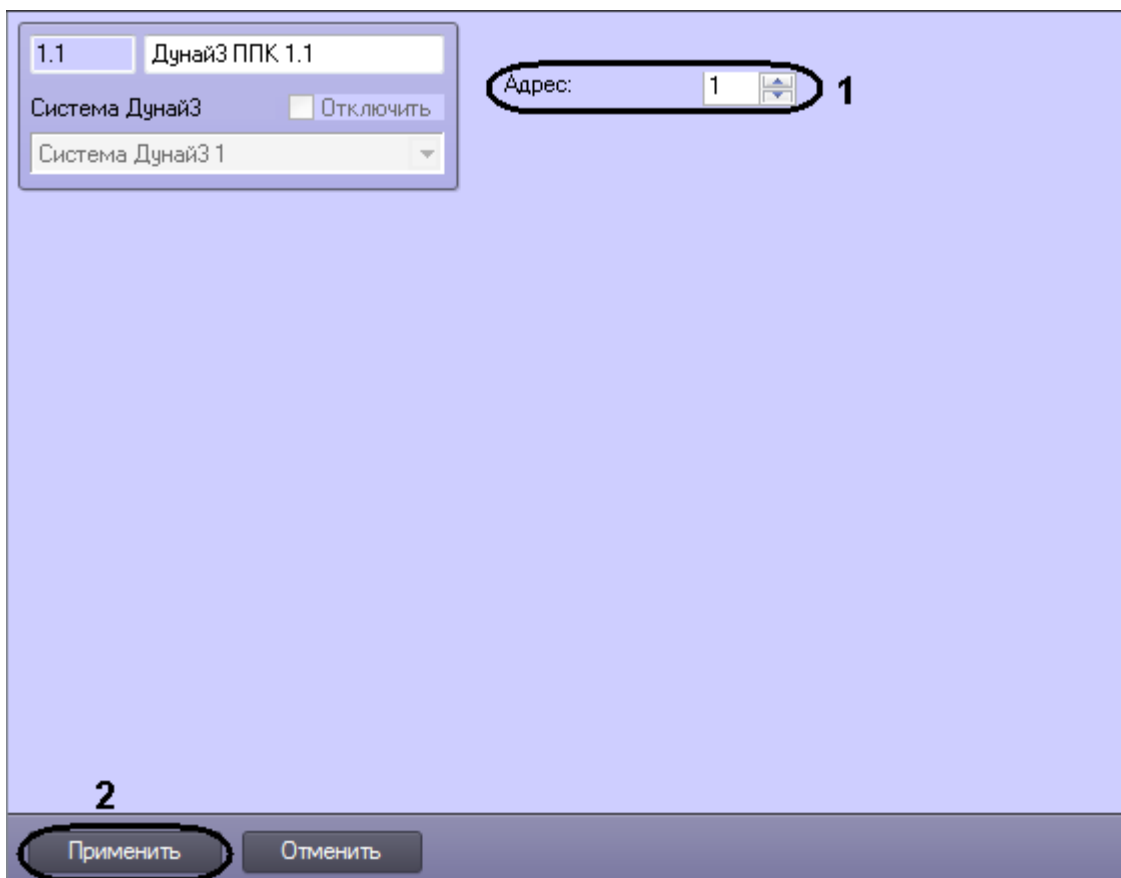 1.1 Дунай3 ППК 1.1
Система Дунай3 Отключить
Система Дунай3 1
Адрес: 1 1
2
Применить Отменить